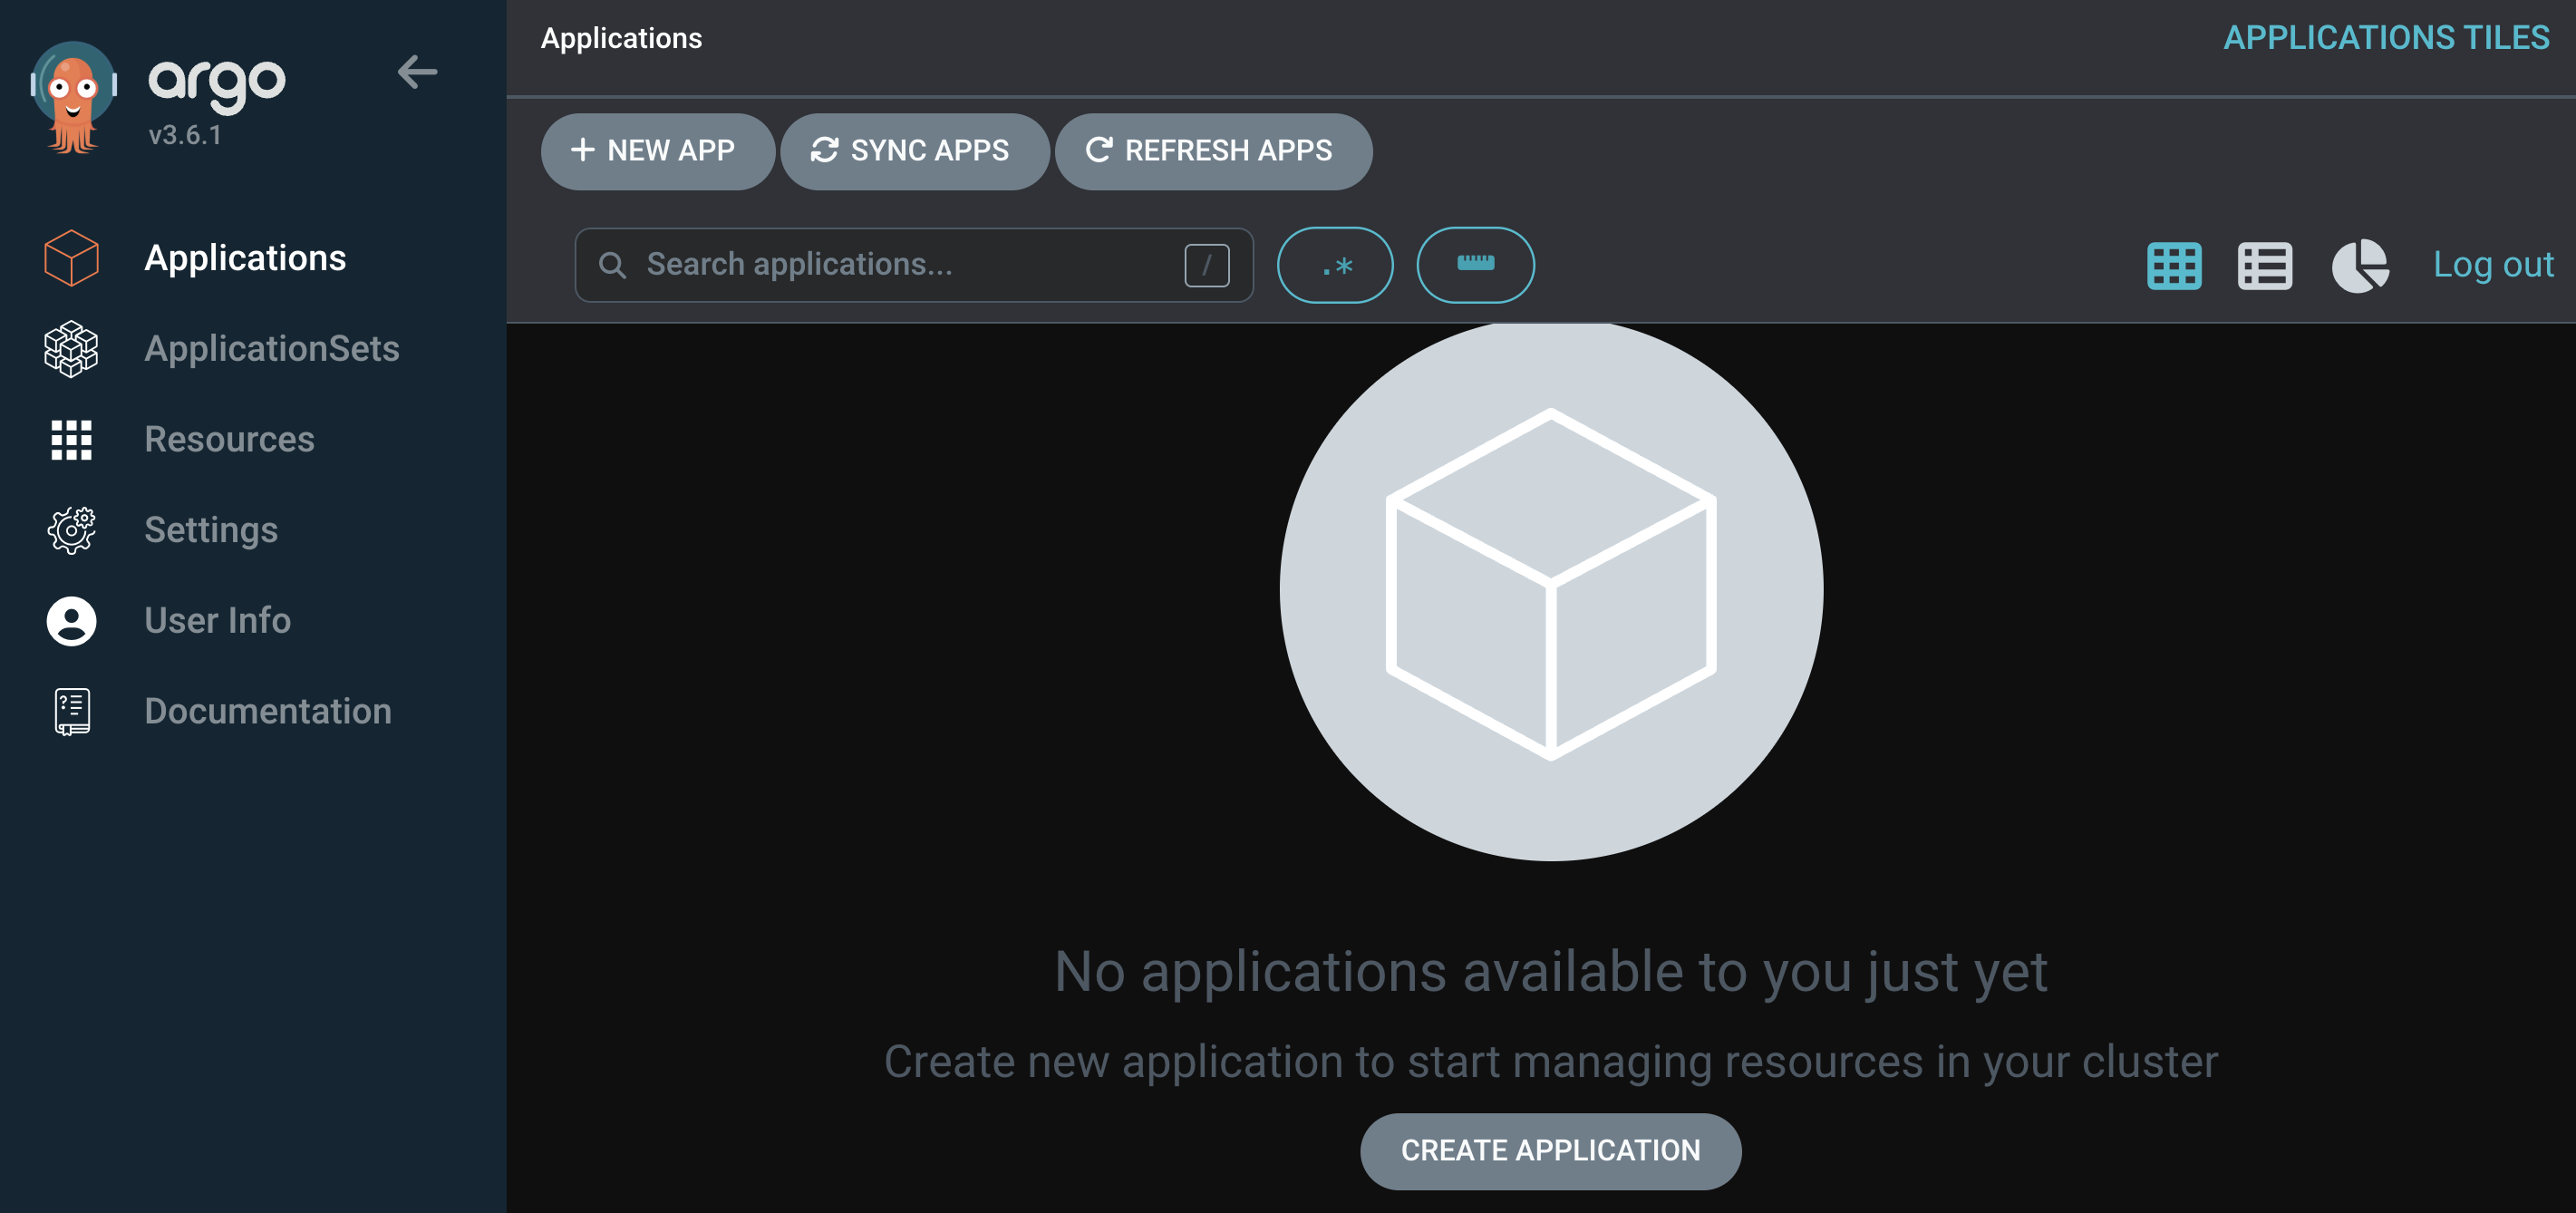 argo
v3.6.1
Applications
ApplicationSets
Resources
Settings
User Info
Documentation
Applications
APPLICATIONS TILES
+ NEW APP
SYNC APPS
REFRESH APPS
Search applications...
/
.*
Log out
No applications available to you just yet
Create new application to start managing resources in your cluster
CREATE APPLICATION